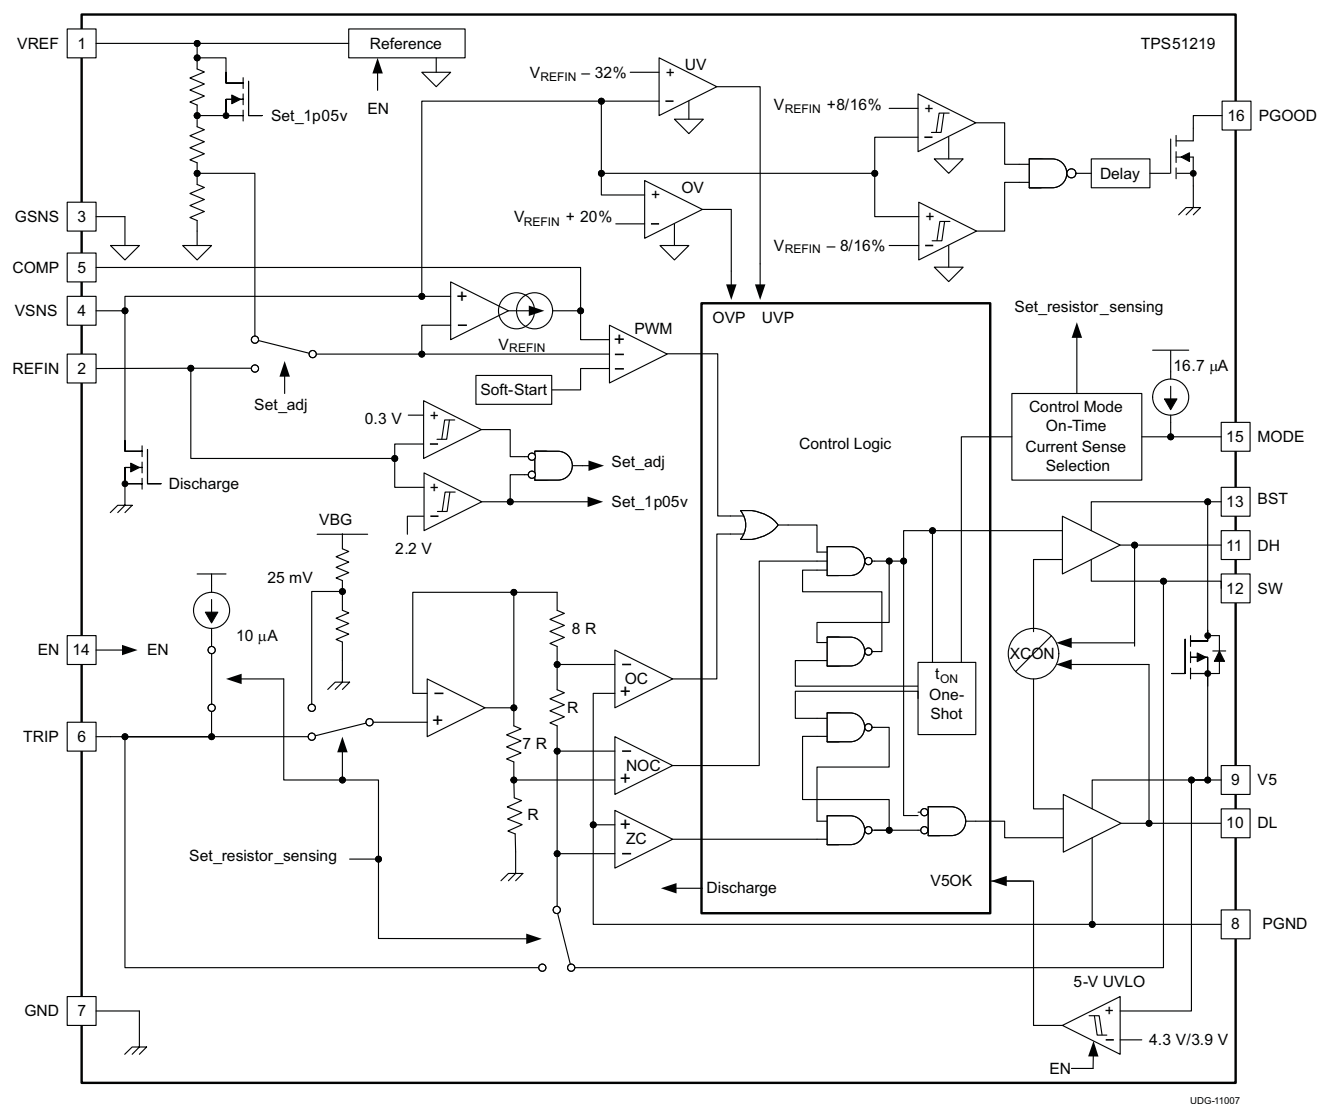 TPS51219
VREF 1
Reference
EN
Set_1p05v
VREFIN – 32%
UV
+
–
VREFIN +8/16%
+
–
16 PGOOD
Delay
OV
+
–
VREFIN + 20%
VREFIN – 8/16%
+
–
GSNS 3
COMP 5
VSNS 4
REFIN 2
+
–
VREFIN
PWM
+
–
–
Soft-Start
Set_adj
OVP UVP
Set_resistor_sensing
16.7 μA
Control Mode
On-Time
Current Sense
Selection
15 MODE
0.3 V
+
–
Set_adj
+
–
Set_1p05v
2.2 V
Discharge
Control Logic
13 BST
11 DH
12 SW
VBG
25 mV
10 μA
EN 14 EN
TRIP 6
–
+
8 R
R
7 R
R
–
OC
+
–
NOC
+
+
ZC
–
tON
One-
Shot
XCON
9 V5
10 DL
Set_resistor_sensing
Discharge
V5OK
8 PGND
5-V UVLO
+
–
4.3 V/3.9 V
EN
GND 7
UDG-11007